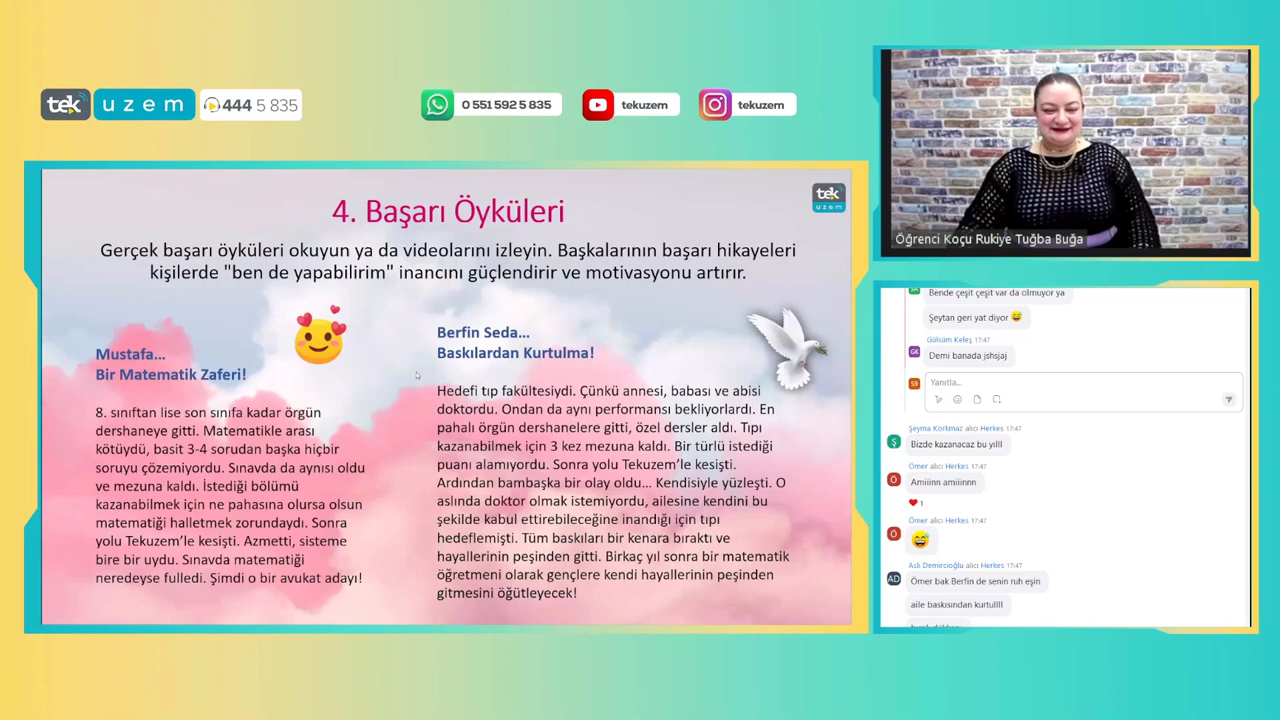 tek
uzem
444 5 835
0 551 592 5 835
tekuzem
tekuzem
tek
uzem
4. Başarı Öyküleri
Gerçek başarı öyküleri okuyun ya da videolarını izleyin. Başkalarının başarı hikayeleri
kişilerde "ben de yapabilirim" inancını güçlendirir ve motivasyonu artırır.
Mustafa...
Bir Matematik Zaferi!
8. sınıftan lise son sınıfa kadar örgün
dershaneye gitti. Matematikle arası
kötüydü, basit 3-4 sorudan başka hiçbir
soruyu çözemiyordu. Sınavda da aynısı oldu
ve mezuna kaldı. İstediği bölümü
kazanabilmek için ne pahasına olursa olsun
matematiği halletmek zorundaydı. Sonra
yolu Tekuzem'le kesişti. Azmetti, sisteme
bire bir uydu. Sınavda matematiği
neredeyse fulledi. Şimdi o bir avukat adayı!
Berfin Seda...
Baskılardan Kurtulma!
Hedefi tıp fakültesiydi. Çünkü annesi, babası ve abisi
doktordu. Ondan da aynı performansı bekliyorlardı. En
pahalı örgün dershanelere gitti, özel dersler aldı. Tıpı
kazanabilmek için 3 kez mezuna kaldı. Bir türlü istediği
puanı alamıyordu. Sonra yolu Tekuzem'le kesişti.
Ardından bambaşka bir olay oldu... Kendisiyle yüzleşti. O
aslında doktor olmak istemiyordu, ailesine kendini bu
şekilde kabul ettirebileceğine inandığı için tıpı
hedeflemişti. Tüm baskıları bir kenara bıraktı ve
hayallerinin peşinden gitti. Birkaç yıl sonra bir matematik
öğretmeni olarak gençlere kendi hayallerinin peşinden
gitmesini öğütleyecek!
Öğrenci Koçu Rukiye Tuğba Buğa
Bende çeşit çeşit var da olmuyor ya
Şeytan geri yat diyor 😅
Gülsüm Keleş 17:47
GK
Demi banada jshsjaj
S9
Yanıtla...
Şeyma Korkmaz alıcı Herkes 17:47
Ş
Bizde kazanacaz bu yılll
Ömer alıcı Herkes 17:47
Ö
Amiiinn amiiinnn
1
Ömer alıcı Herkes 17:47
Ö
Aslı Demircioğlu alıcı Herkes 17:47
AD
Ömer bak Berfin de senin ruh eşin
aile baskısından kurtullll